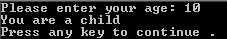 Please enter your age: 10
You are a child
Press any key to continue .